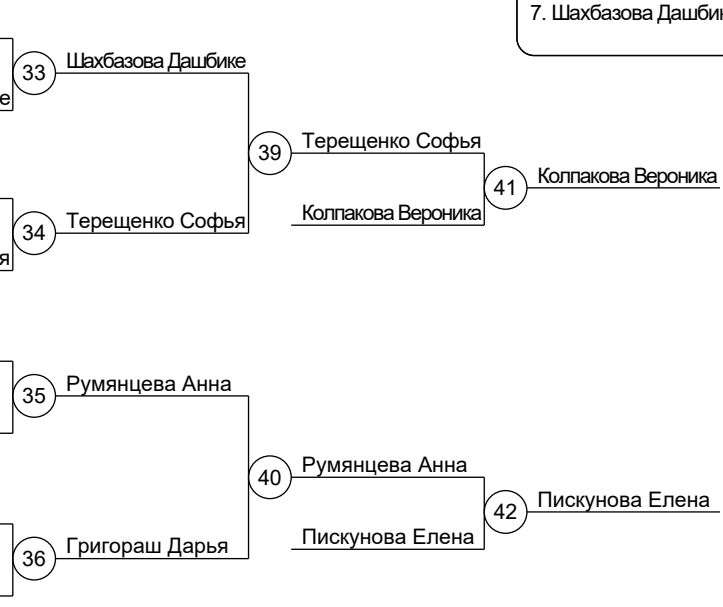 7. Шахбазова
33 Шахбазова Дашбике
39 Терещенко Софья
41 Колпакова Вероника
Колпакова Вероника
34 Терещенко Софья
35 Румянцева Анна
40 Румянцева Анна
42 Пискунова Елена
Пискунова Елена
36 Григораш Дарья